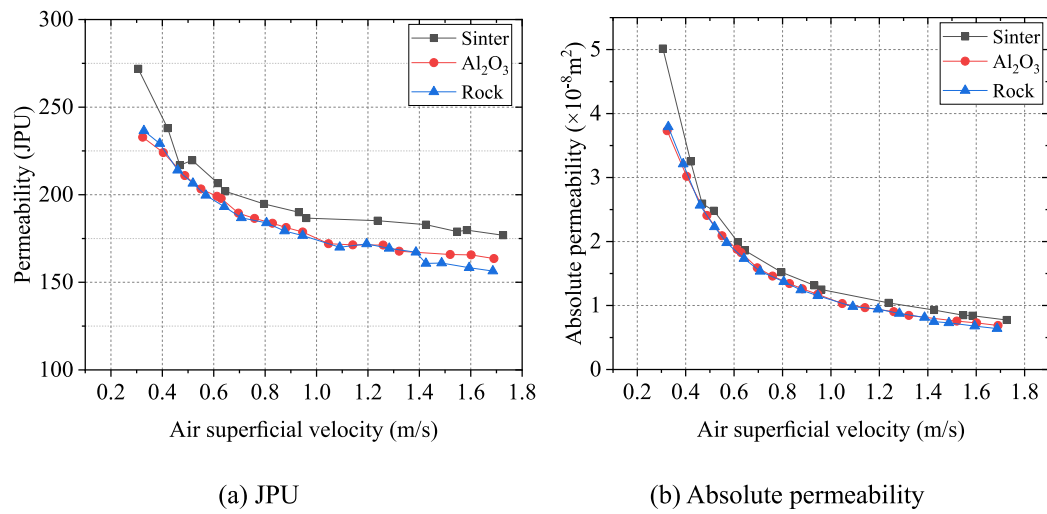 300
250
200
150
100
Permeability (JPU)
0.2 0.4 0.6 0.8 1.0 1.2 1.4 1.6 1.8
Air superficial velocity (m/s)
Sinter
Al₂O₃
Rock
(a) JPU
5
4
3
2
1
0
Absolute permeability (×10⁻⁸m²)
0.2 0.4 0.6 0.8 1.0 1.2 1.4 1.6 1.8
Air superficial velocity (m/s)
Sinter
Al₂O₃
Rock
(b) Absolute permeability